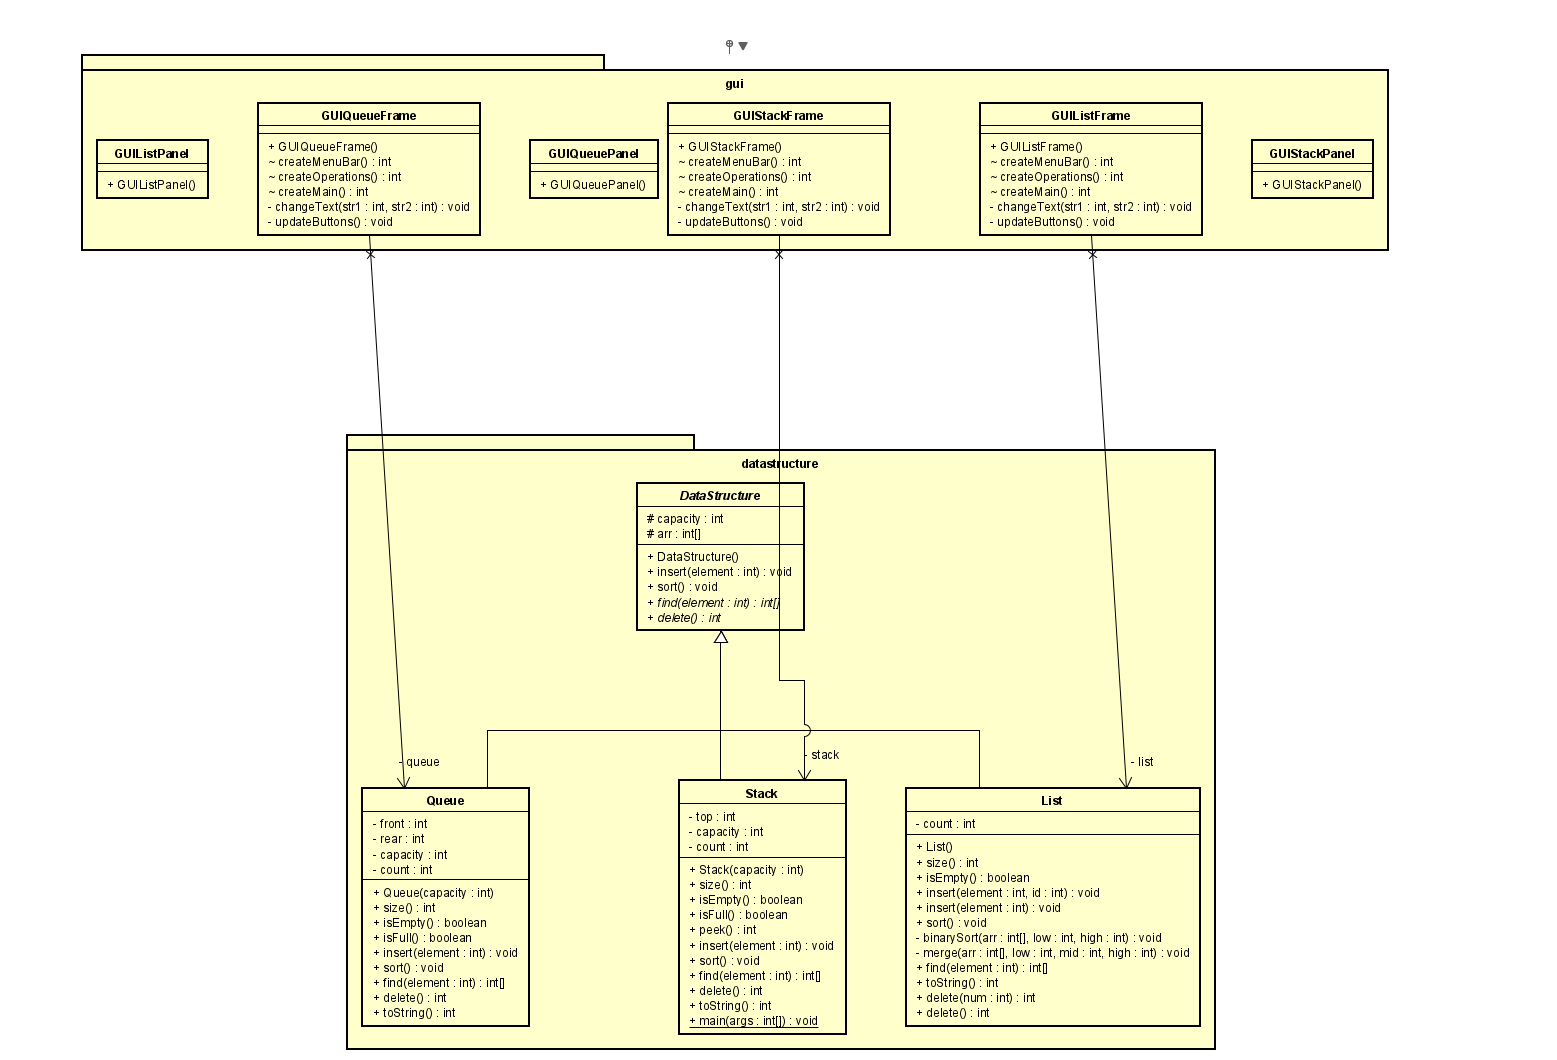 gui
GUIListPanel
+ GUIListPanel()
GUIQueueFrame
+ GUIQueueFrame()
~ createMenuBar() : int
~ createOperations() : int
~ createMain() : int
- changeText(str1 : int, str2 : int) : void
- updateButtons() : void
GUIQueuePanel
+ GUIQueuePanel()
GUIStackFrame
+ GUIStackFrame()
~ createMenuBar() : int
~ createOperations() : int
~ createMain() : int
- changeText(str1 : int, str2 : int) : void
- updateButtons() : void
GUIListFrame
+ GUIListFrame()
~ createMenuBar() : int
~ createOperations() : int
~ createMain() : int
- changeText(str1 : int, str2 : int) : void
- updateButtons() : void
GUIStackPanel
+ GUIStackPanel()
datastructure
DataStructure
# capacity : int
# arr : int[]
+ DataStructure()
+ insert(element : int) : void
+ sort() : void
+ find(element : int) : int[]
+ delete() : int
- queue
- stack
- list
Queue
- front : int
- rear : int
- capacity : int
- count : int
+ Queue(capacity : int)
+ size() : int
+ isEmpty() : boolean
+ isFull() : boolean
+ insert(element : int) : void
+ sort() : void
+ find(element : int) : int[]
+ delete() : int
+ toString() : int
Stack
- top : int
- capacity : int
- count : int
+ Stack(capacity : int)
+ size() : int
+ isEmpty() : boolean
+ isFull() : boolean
+ peek() : int
+ insert(element : int) : void
+ sort() : void
+ find(element : int) : int[]
+ delete() : int
+ toString() : int
+ main(args : int[]) : void
List
- count : int
+ List()
+ size() : int
+ isEmpty() : boolean
+ insert(element : int, id : int) : void
+ insert(element : int) : void
+ sort() : void
- binarySort(arr : int[], low : int, high : int) : void
- merge(arr : int[], low : int, mid : int, high : int) : void
+ find(element : int) : int[]
+ toString() : int
+ delete(num : int) : int
+ delete() : int